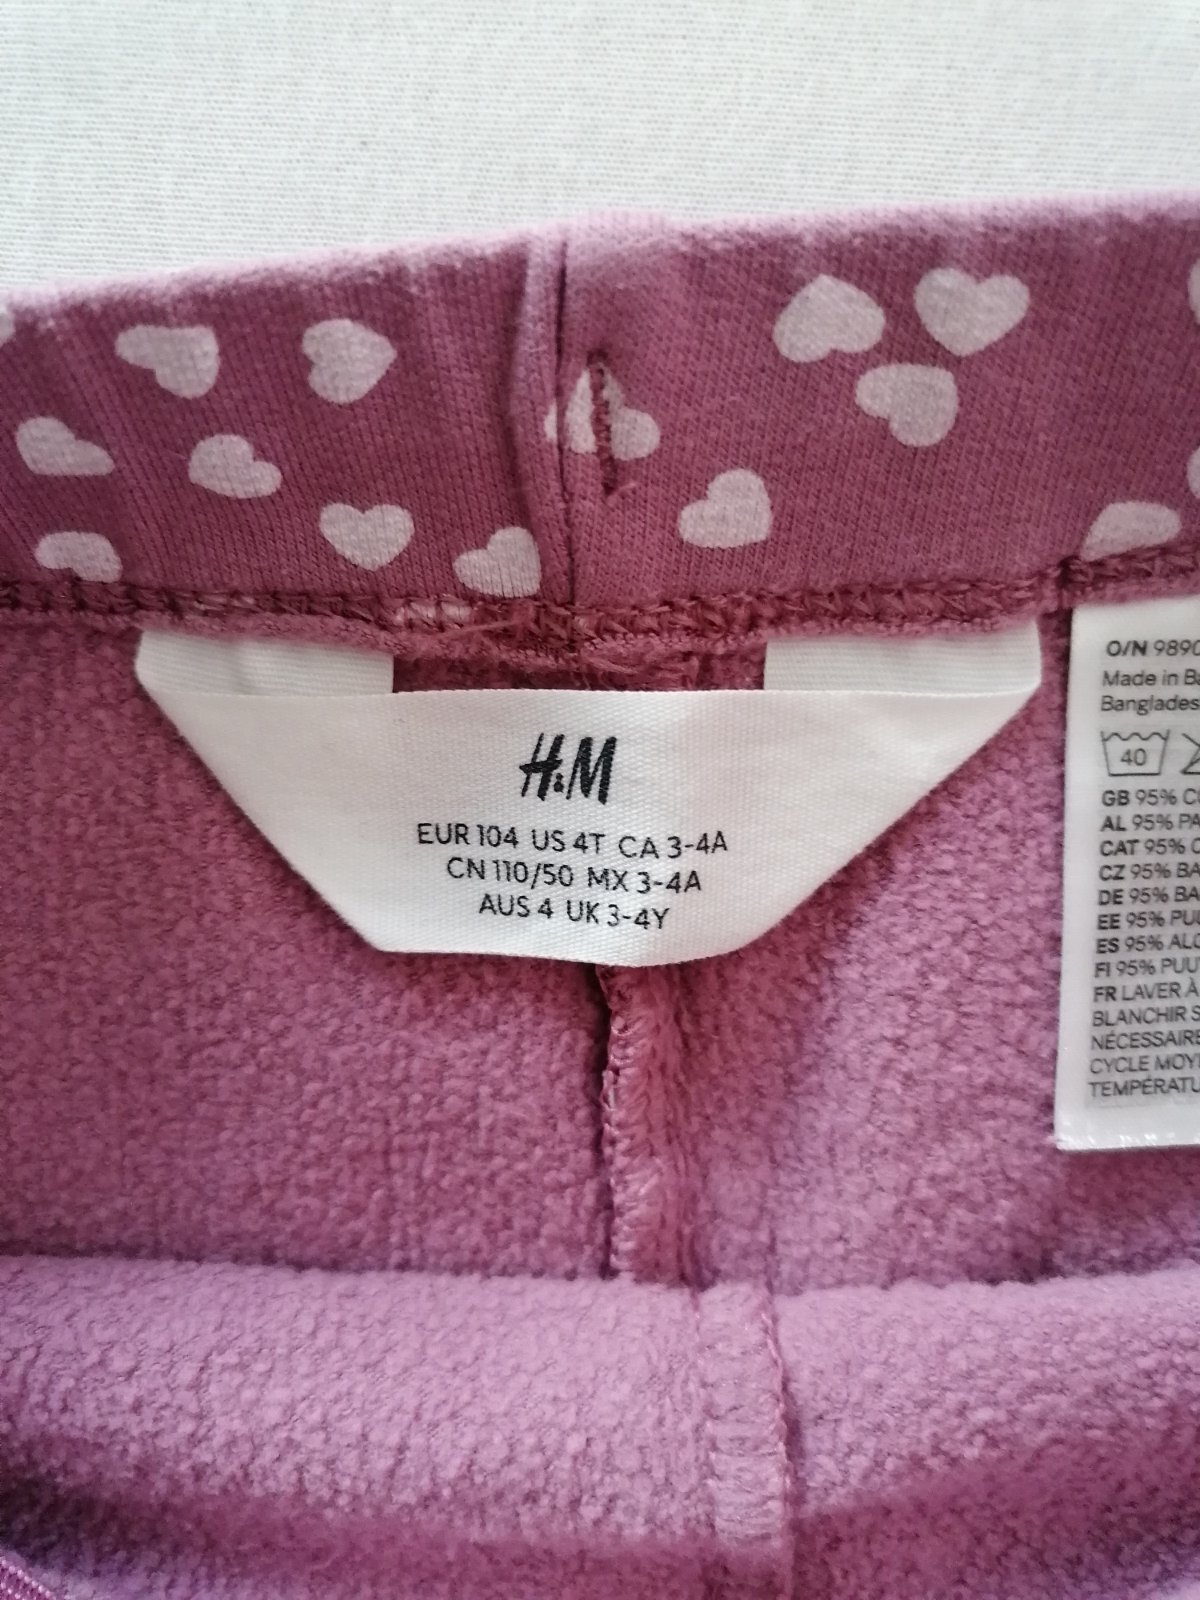 H&M
EUR 104 US 4T CA 3-4A
CN 110/50 MX 3-4A
AUS 4 UK 3-4Y
O/N 9890
Made in Ba
Banglades
40
GB 95% C
AL 95% PA
CAT 95% C
CZ 95% BA
DE 95% BA
EE 95% PU
ES 95% ALG
FI 95% PUU
FR LAVER À
BLANCHIR S
NÉCESSAIRE
CYCLE MOY
TEMPÉRATU